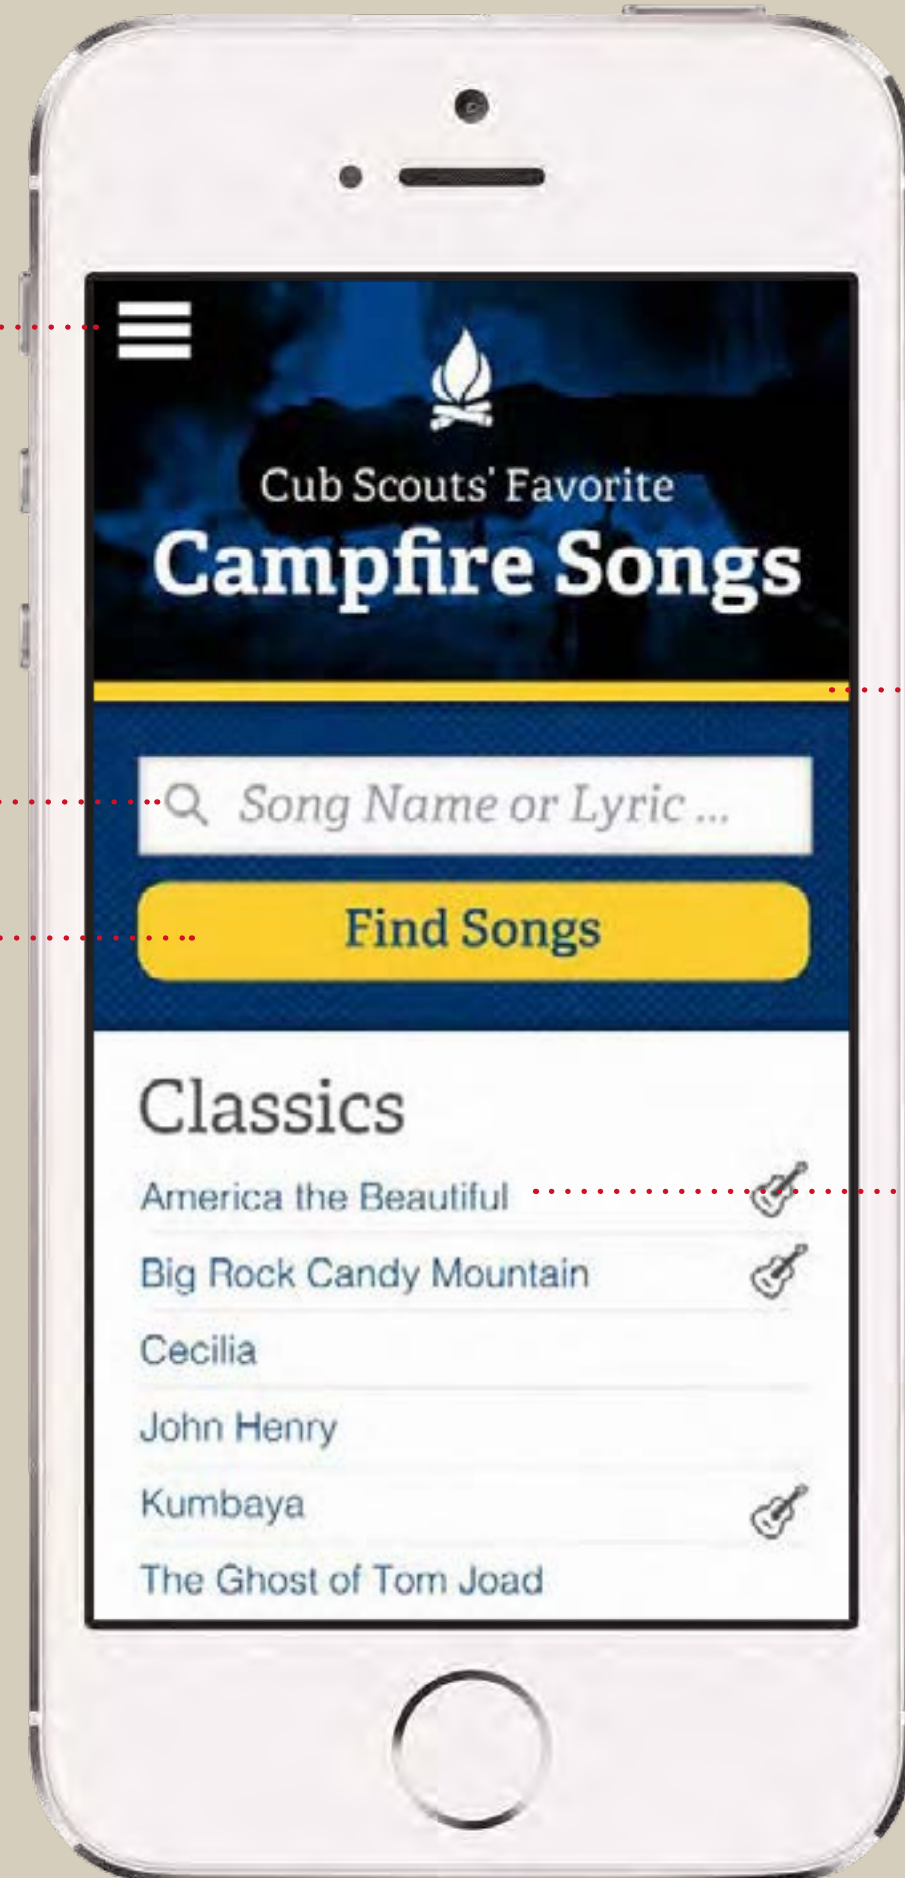 Cub Scouts' Favorite
Campfire Songs
Song Name or Lyric ...
Find Songs
Classics
America the Beautiful
Big Rock Candy Mountain
Cecilia
John Henry
Kumbaya
The Ghost of Tom Joad